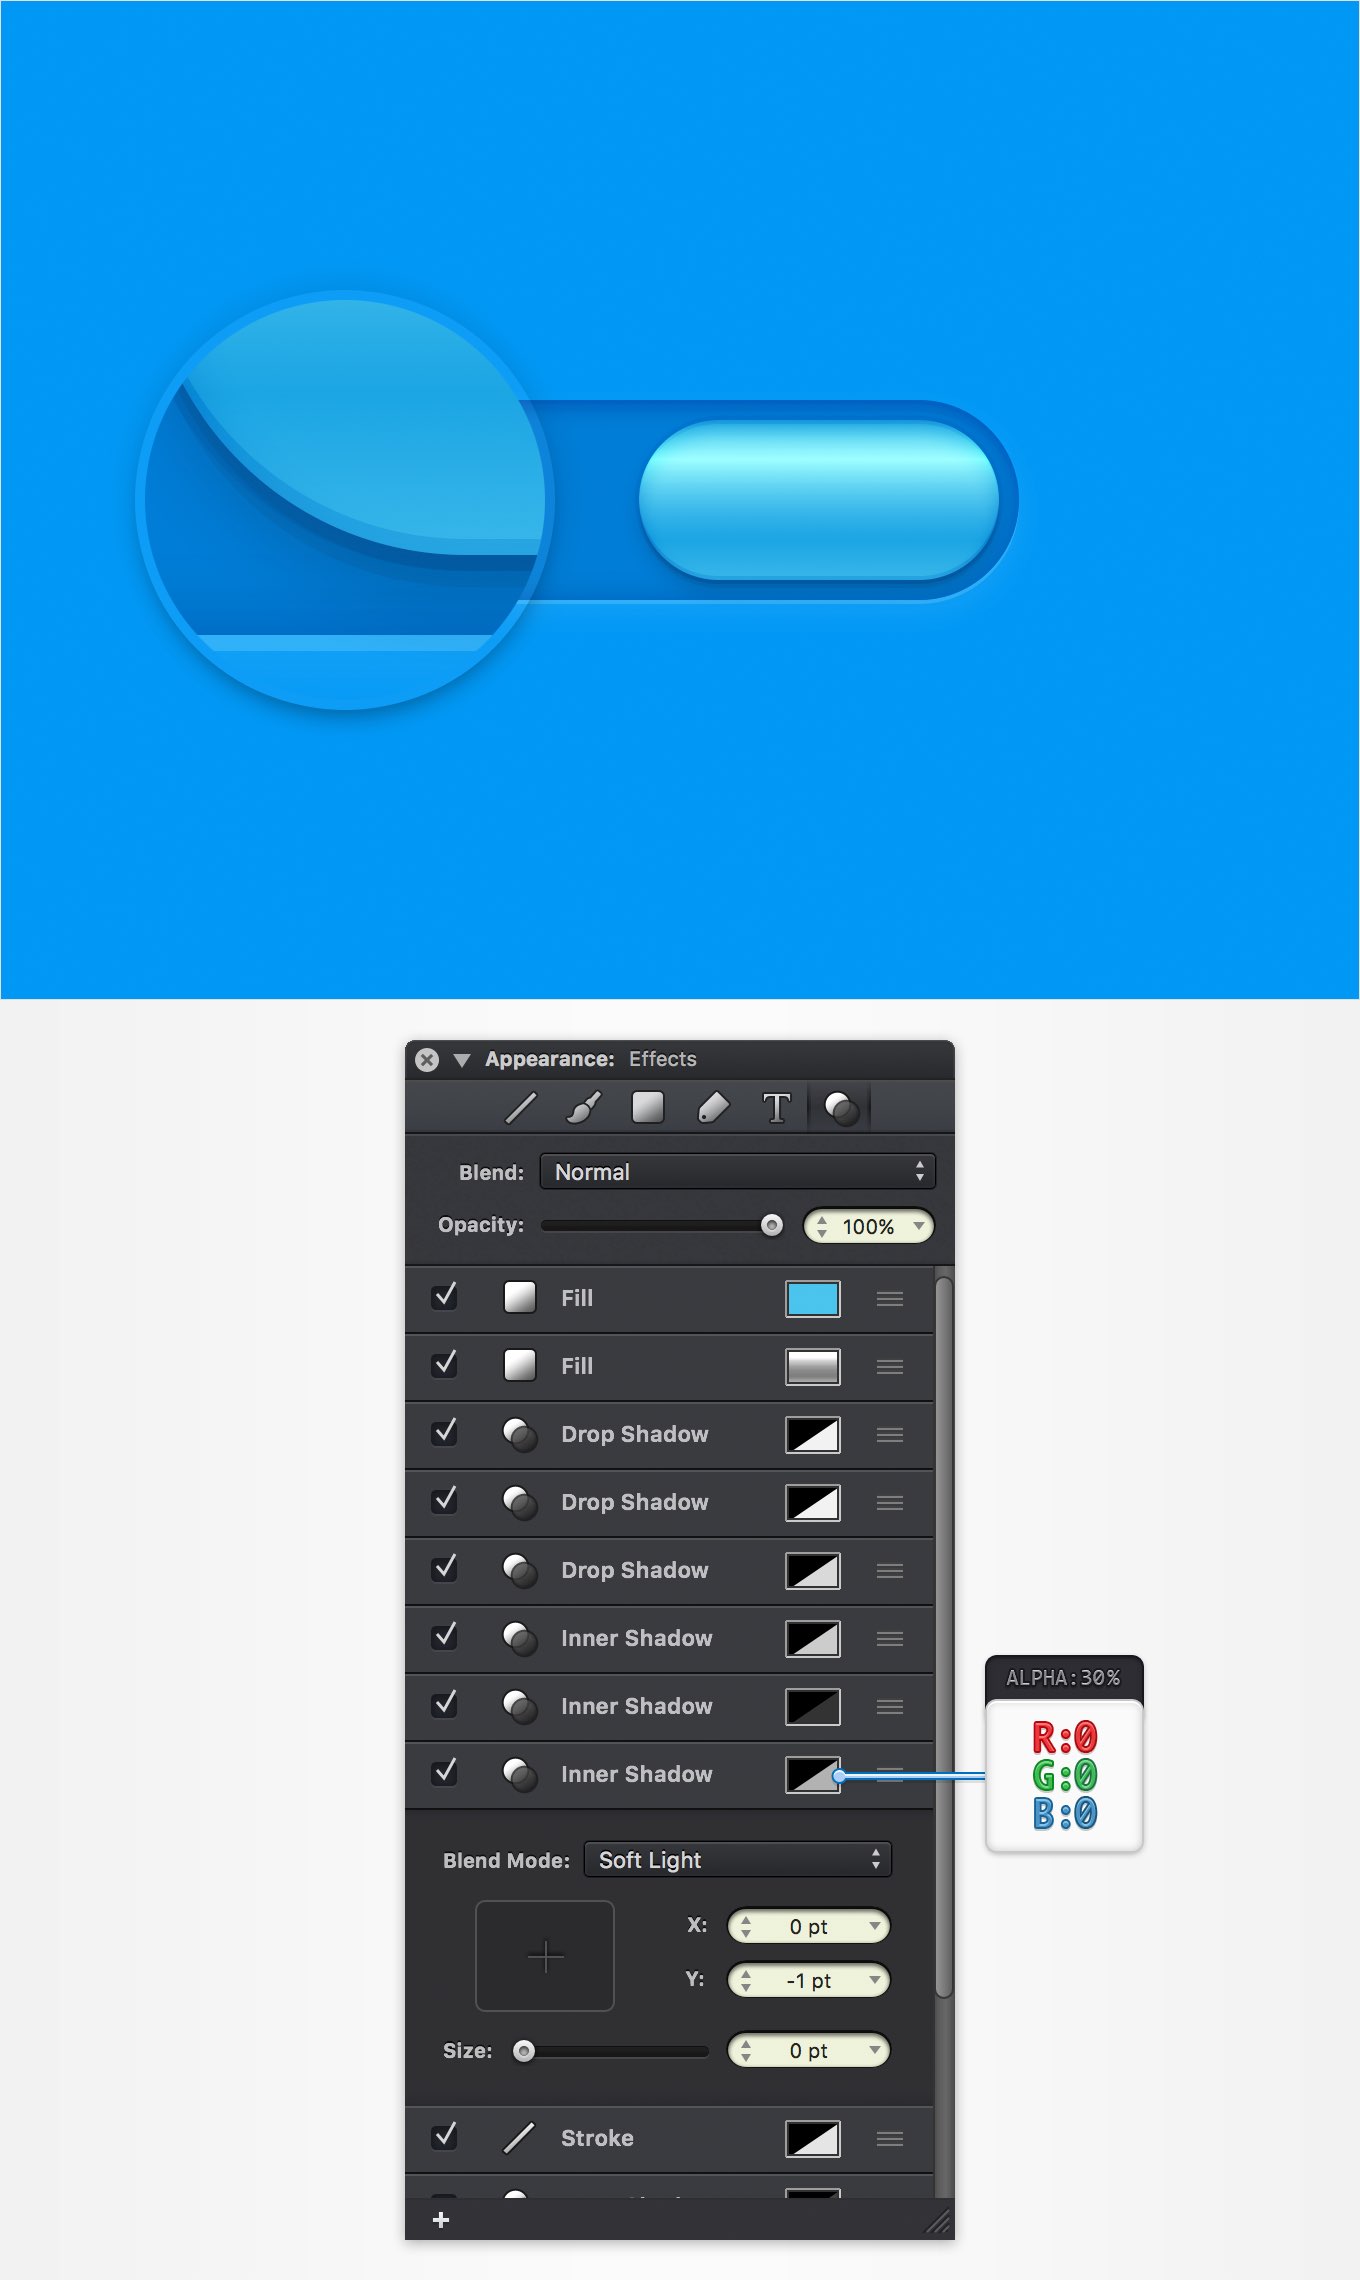 Appearance: Effects
T
Blend: Normal
Opacity: 100%
Fill
Fill
Drop Shadow
Drop Shadow
Drop Shadow
Inner Shadow
Inner Shadow
Inner Shadow
ALPHA:30%
R:0
G:0
B:0
Blend Mode: Soft Light
X: 0 pt
Y: -1 pt
Size: 0 pt
Stroke